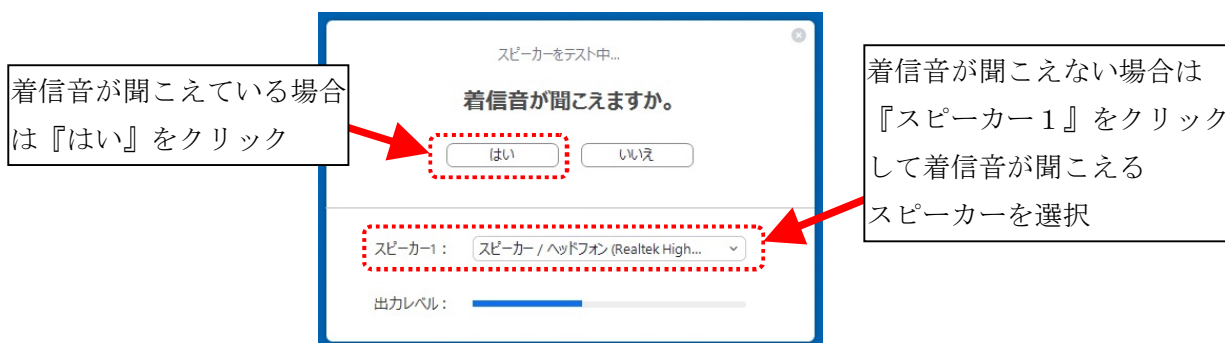 着信音が聞こえている場合
は『はい』をクリック
スピーカーをテスト中...
着信音が聞こえますか。
はい
いいえ
スピーカー1：
スピーカー / ヘッドフォン (Realtek High...
出力レベル：
着信音が聞こえない場合は
『スピーカー１』をクリック
して着信音が聞こえる
スピーカーを選択